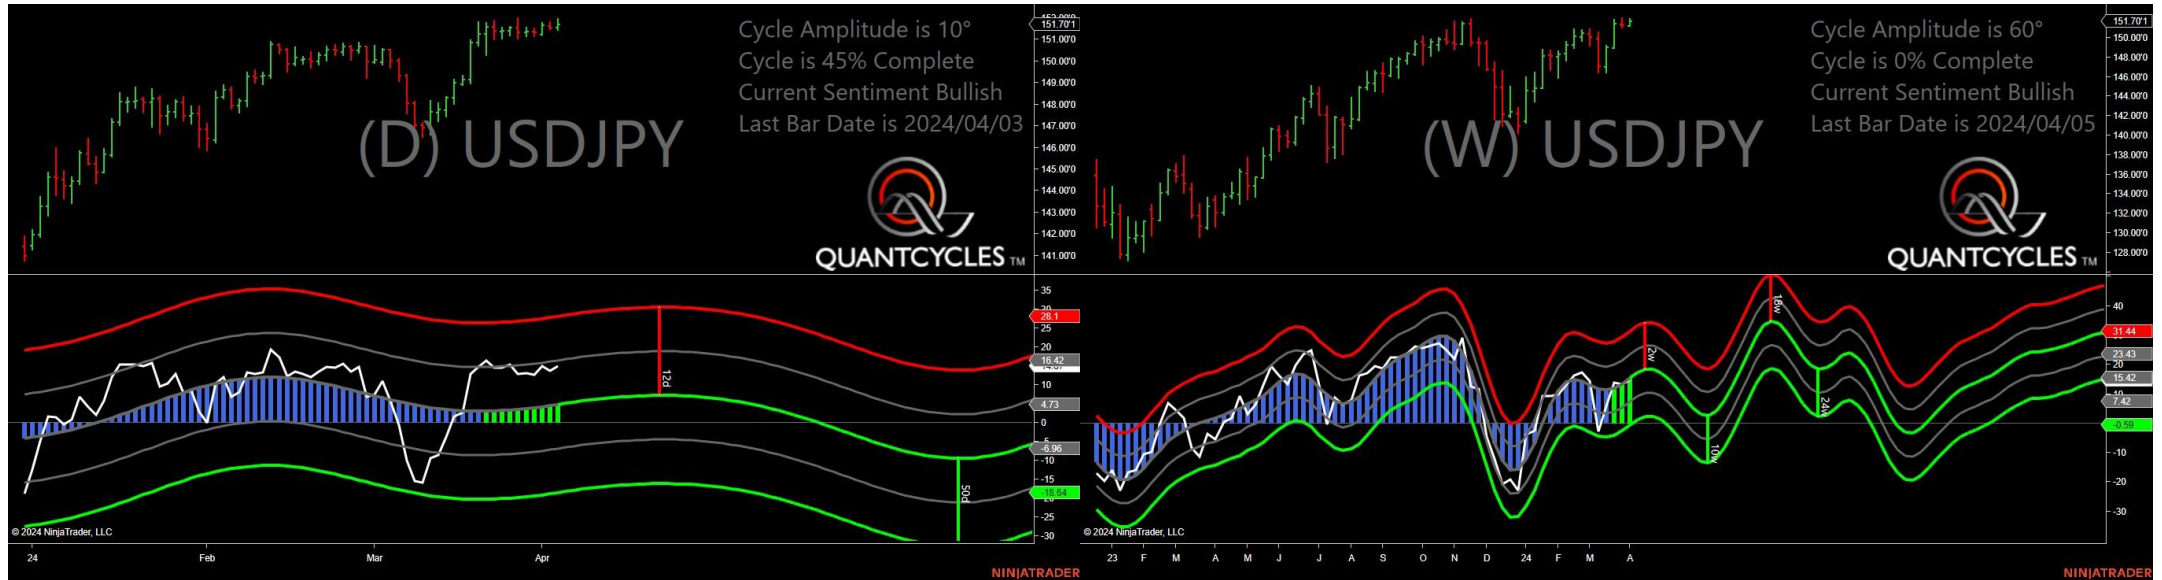 Cycle Amplitude is 10°
Cycle is 45% Complete
Current Sentiment Bullish
Last Bar Date is 2024/04/03
(D) USDJPY
QUANTCYCLES TM
151.70'1
151.00'0
150.00'0
149.00'0
148.00'0
147.00'0
146.00'0
145.00'0
144.00'0
143.00'0
142.00'0
141.00'0
35
28.1
25
20
16.42
10
4.73
0
-6.96
-10
-15
-18.64
-25
-30
12d
50d
© 2024 NinjaTrader, LLC
24 Feb Mar Apr
NINJATRADER
Cycle Amplitude is 60°
Cycle is 0% Complete
Current Sentiment Bullish
Last Bar Date is 2024/04/05
(W) USDJPY
QUANTCYCLES TM
151.70'1
150.00'0
148.00'0
146.00'0
144.00'0
142.00'0
140.00'0
138.00'0
136.00'0
134.00'0
132.00'0
130.00'0
128.00'0
40
31.44
23.43
20
15.42
7.42
-0.59
-10
-20
-30
2w
10w
18w
24w
© 2024 NinjaTrader, LLC
23 F M A M J J A S O N D 24 F M A
NINJATRADER